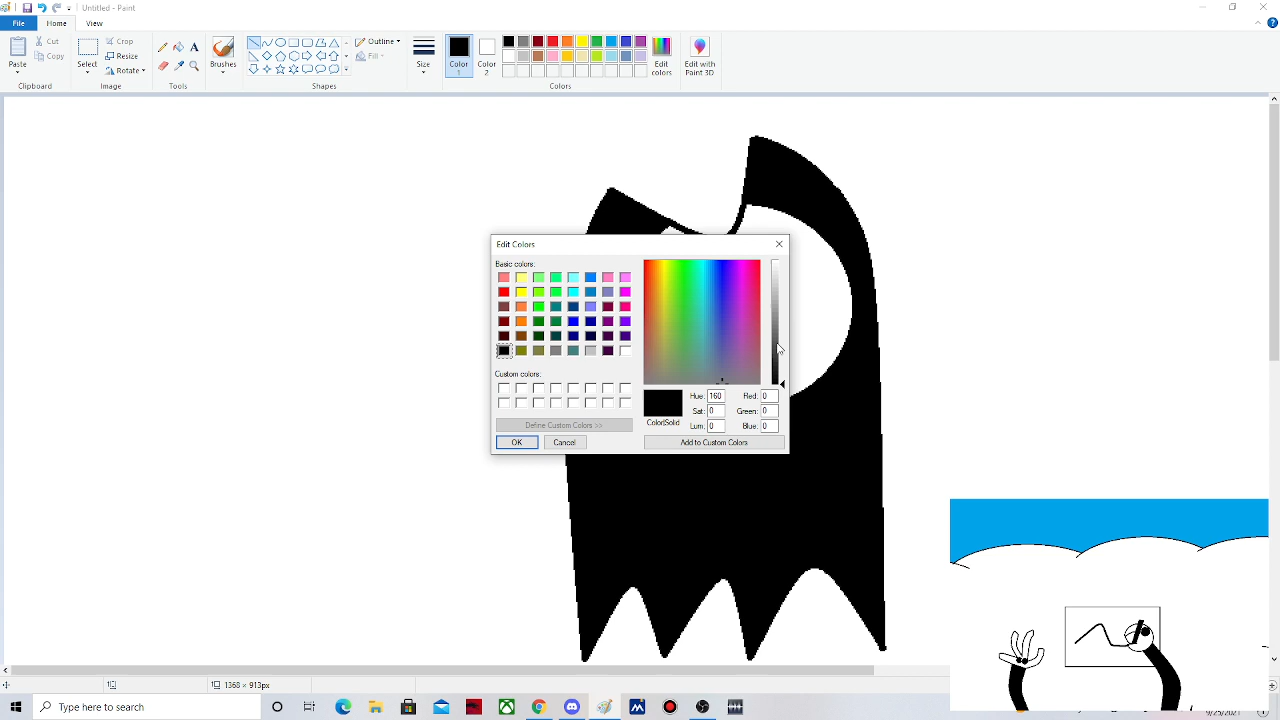 Untitled - Paint
File Home View
Paste
Cut
Copy
Clipboard
Select
Crop
Resize
Rotate
Image
Tools
Brushes
Outline
Fill
Shapes
Size
Color 1
Color 2
Edit colors
Colors
Edit with Paint 3D
Edit Colors
Basic colors:
Custom colors:
Define Custom Colors >>
OK Cancel
Color|Solid
Hue: 160 Red: 0
Sat: 0 Green: 0
Lum: 0 Blue: 0
Add to Custom Colors
1368 × 913px
Type here to search
9/25/2021